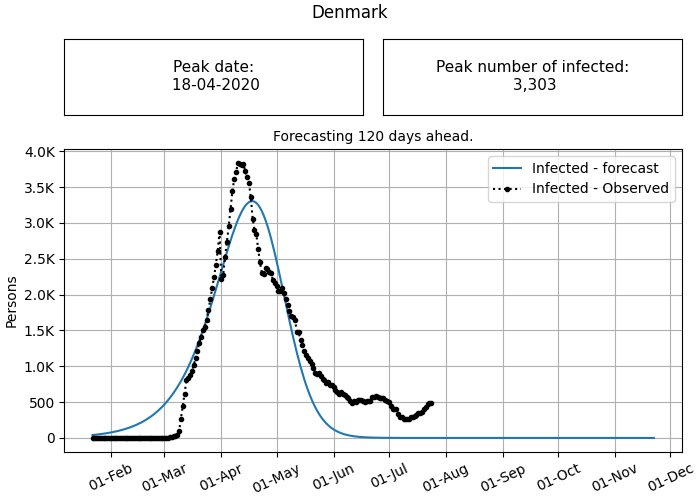 Denmark
Peak date:
18-04-2020
Peak number of infected:
3,303
Forecasting 120 days ahead.
4.0K
3.5K
3.0K
2.5K
2.0K
1.5K
1.0K
500
0
Persons
Infected - forecast
Infected - Observed
01-Feb
01-Mar
01-Apr
01-May
01-Jun
01-Jul
01-Aug
01-Sep
01-Oct
01-Nov
01-Dec